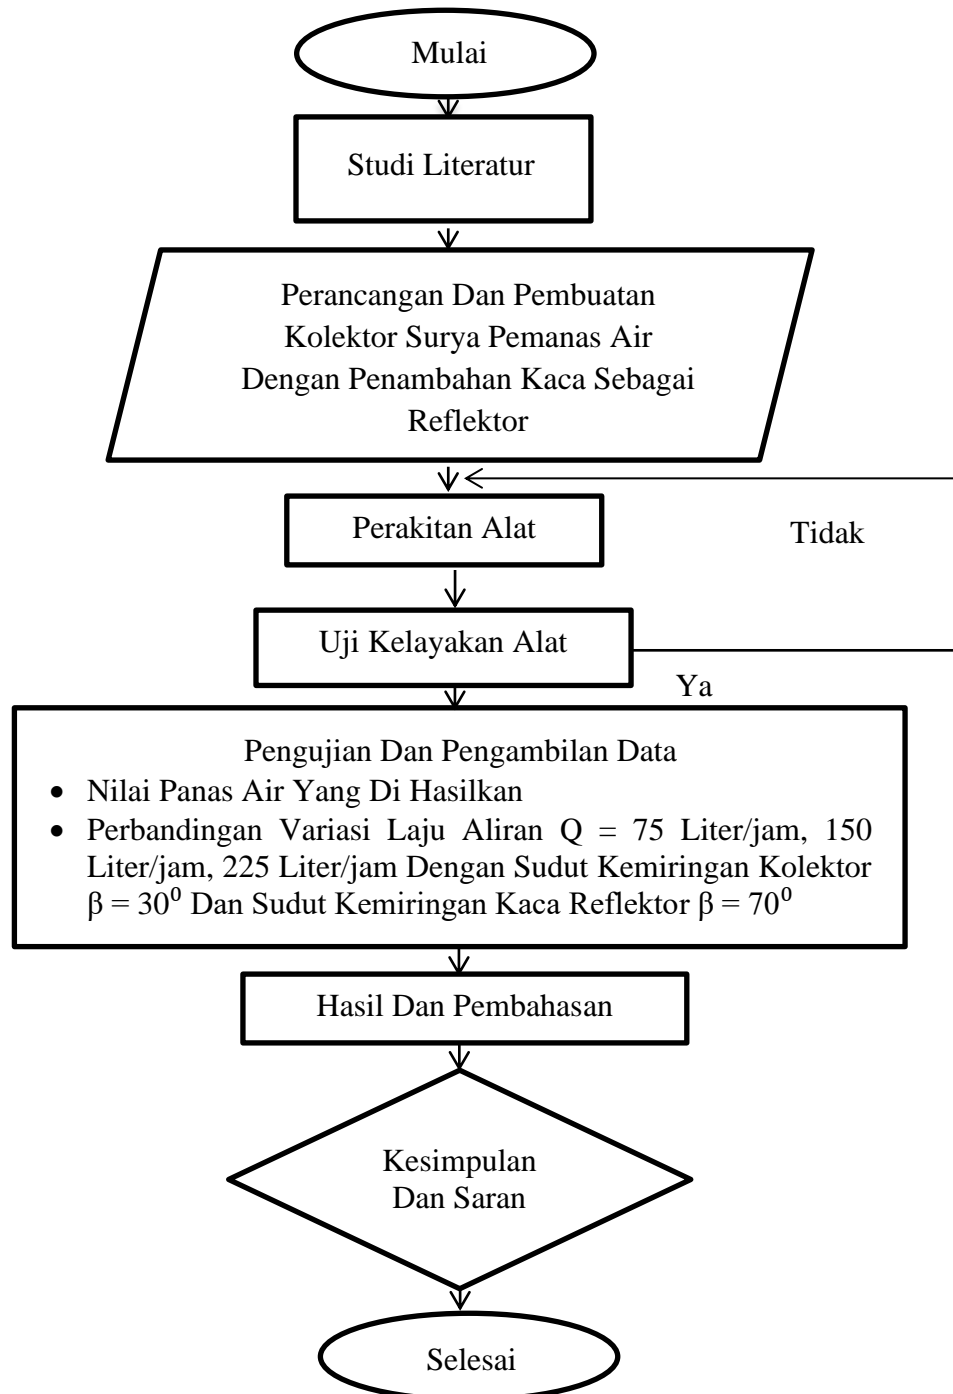 Mulai
Studi Literatur
Perancangan Dan Pembuatan
Kolektor Surya Pemanas Air
Dengan Penambahan Kaca Sebagai
Reflektor
Perakitan Alat
Tidak
Uji Kelayakan Alat
Ya
Pengujian Dan Pengambilan Data
• Nilai Panas Air Yang Di Hasilkan
• Perbandingan Variasi Laju Aliran Q = 75 Liter/jam, 150
Liter/jam, 225 Liter/jam Dengan Sudut Kemiringan Kolektor
β = 30⁰ Dan Sudut Kemiringan Kaca Reflektor β = 70⁰
Hasil Dan Pembahasan
Kesimpulan
Dan Saran
Selesai